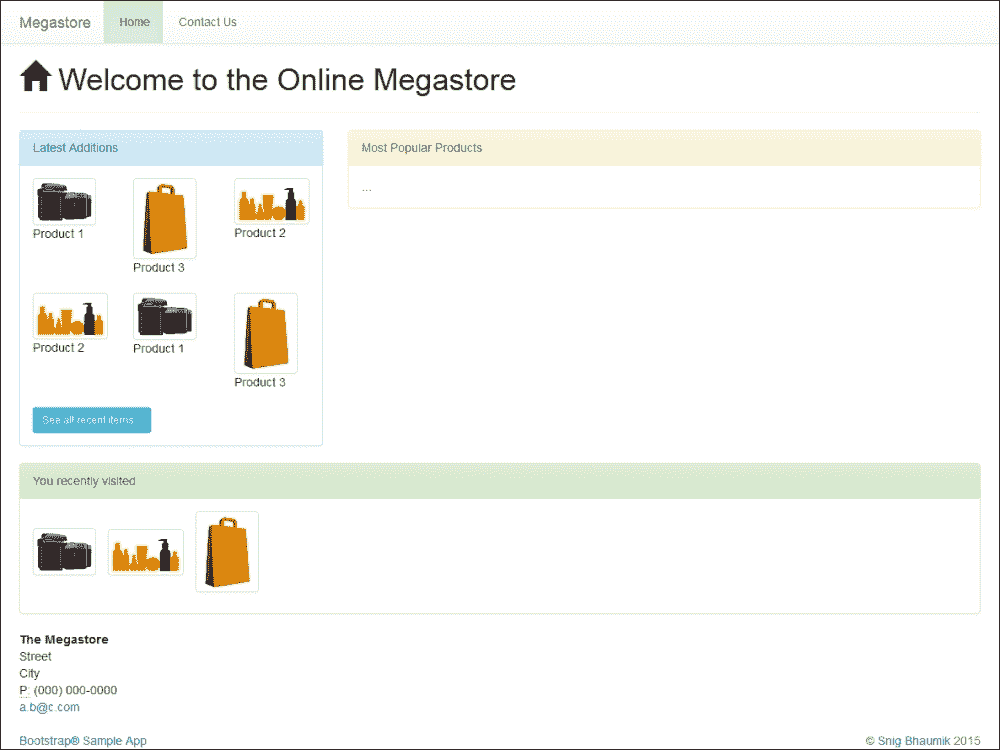 Megastore Home Contact Us
Welcome to the Online Megastore
Latest Additions
Product 1
Product 3
Product 2
Product 2
Product 1
Product 3
See all recent items
Most Popular Products
...
You recently visited
The Megastore
Street
City
P: (000) 000-0000
a.b@c.com
Bootstrap® Sample App
© Snig Bhaumik 2015